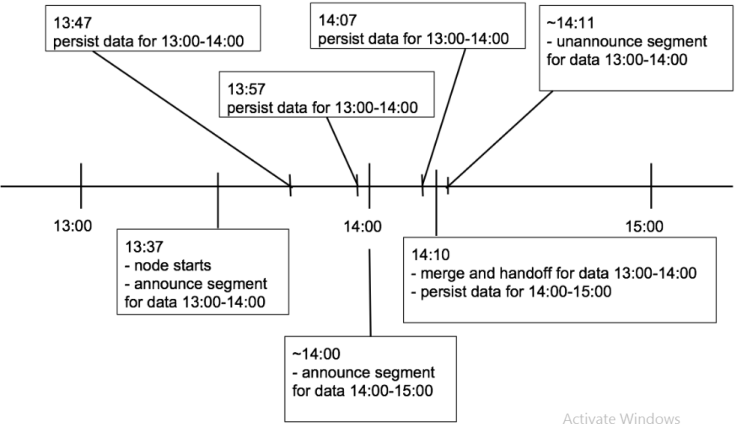 13:47
persist data for 13:00-14:00
14:07
persist data for 13:00-14:00
~14:11
- unannounce segment
for data 13:00-14:00
13:57
persist data for 13:00-14:00
13:00
14:00
15:00
13:37
- node starts
- announce segment
for data 13:00-14:00
14:10
- merge and handoff for data 13:00-14:00
- persist data for 14:00-15:00
~14:00
- announce segment
for data 14:00-15:00
Activate Windows